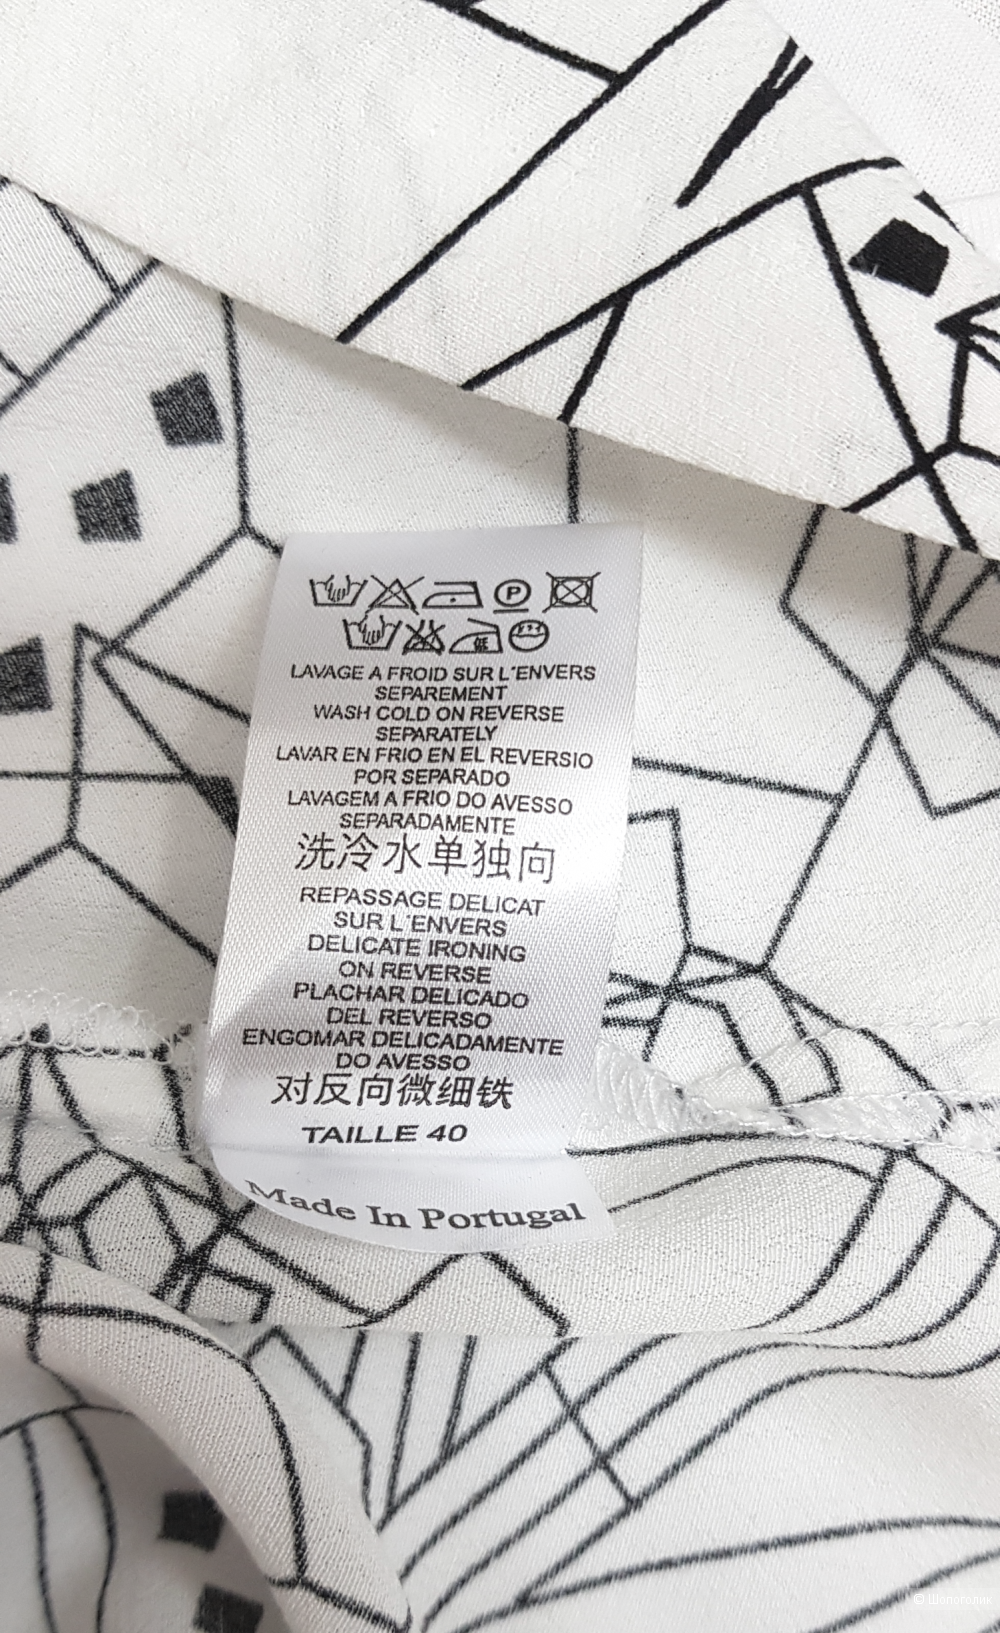 P
低
LAVAGE A FROID SUR L'ENVERS
SEPAREMENT
WASH COLD ON REVERSE
SEPARATELY
LAVAR EN FRIO EN EL REVERSIO
POR SEPARADO
LAVAGEM A FRIO DO AVESSO
SEPARADAMENTE
洗冷水单独向
REPASSAGE DELICAT
SUR L'ENVERS
DELICATE IRONING
ON REVERSE
PLACHAR DELICADO
DEL REVERSO
ENGOMAR DELICADAMENTE
DO AVESSO
对反向微细铁
TAILLE 40
Made In Portugal
© Шопоголик